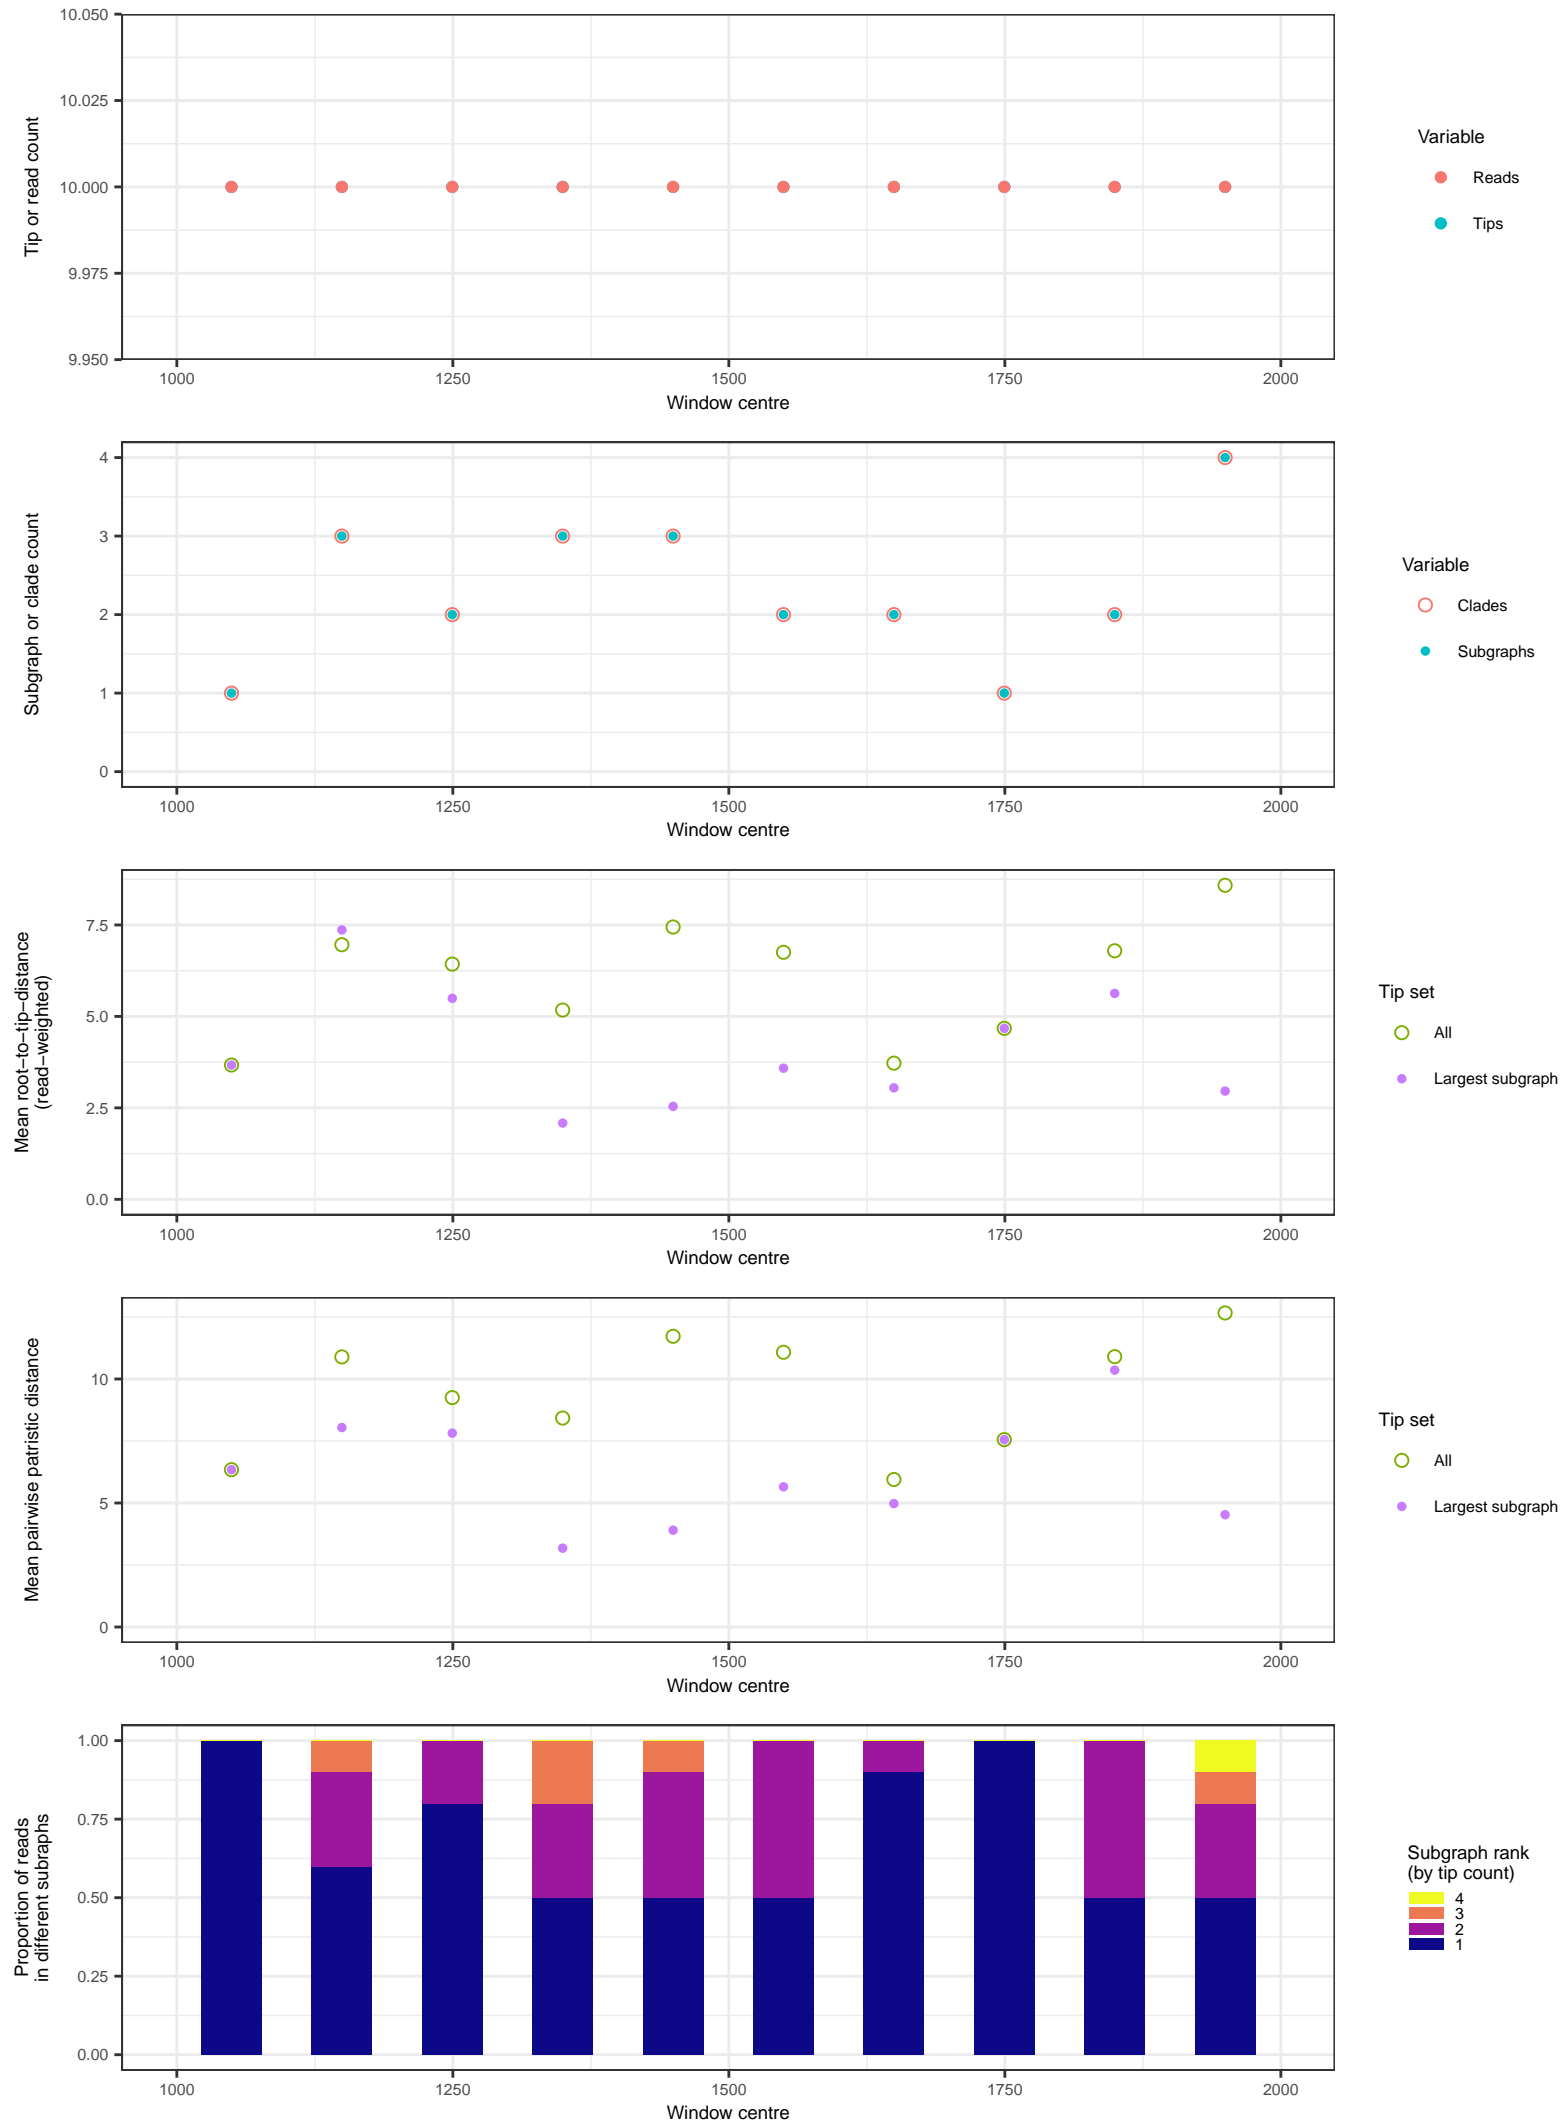 10.050
10.025
10.000
9.975
9.950
Tip or read count
1000 1250 1500 1750 2000
Window centre
Variable
Reads
Tips
4
3
2
1
0
Subgraph or clade count
1000 1250 1500 1750 2000
Window centre
Variable
Clades
Subgraphs
7.5
5.0
2.5
0.0
Mean root−to−tip−distance
(read−weighted)
1000 1250 1500 1750 2000
Window centre
Tip set
All
Largest subgraph
10
5
0
Mean pairwise patristic distance
1000 1250 1500 1750 2000
Window centre
Tip set
All
Largest subgraph
1.00
0.75
0.50
0.25
0.00
Proportion of reads
in different subraphs
1000 1250 1500 1750 2000
Window centre
Subgraph rank
(by tip count)
4
3
2
1